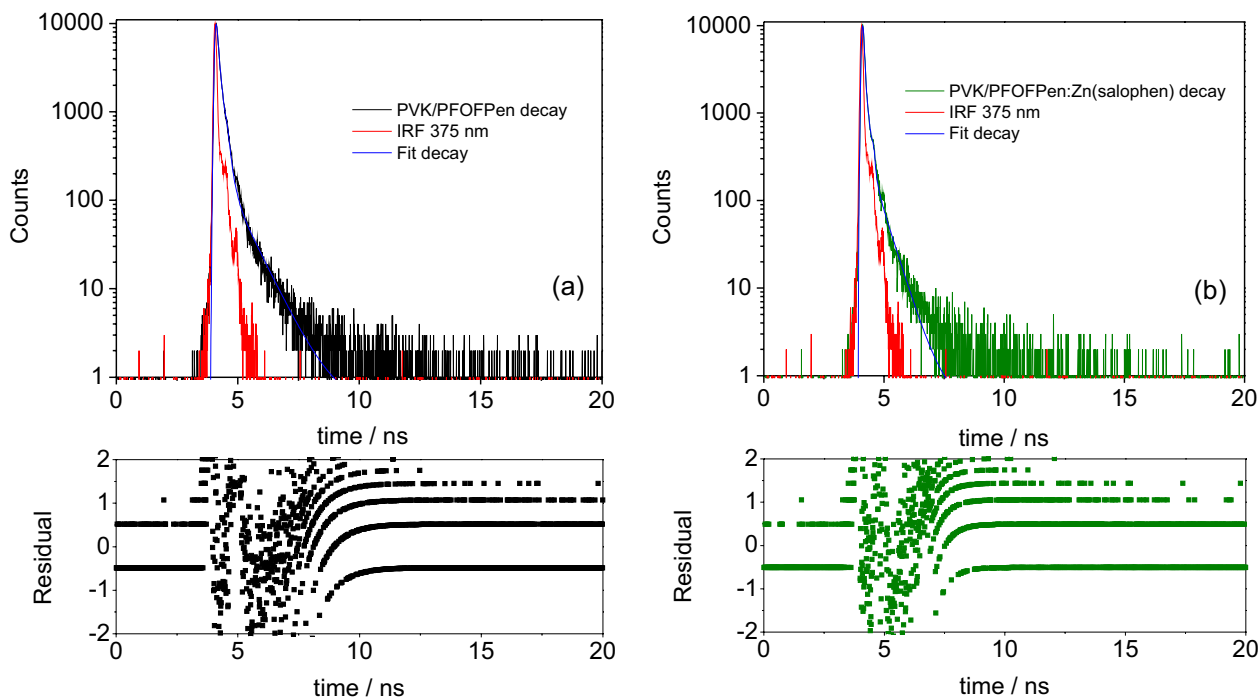 10000
1000
100
10
1
Counts
PVK/PFOFPen decay
IRF 375 nm
Fit decay
(a)
0 5 10 15 20
time / ns
2
1
0
-1
-2
Residual
0 5 10 15 20
time / ns
10000
1000
100
10
1
Counts
PVK/PFOFPen:Zn(salophen) decay
IRF 375 nm
Fit decay
(b)
0 5 10 15 20
time / ns
2
1
0
-1
-2
Residual
0 5 10 15 20
time / ns